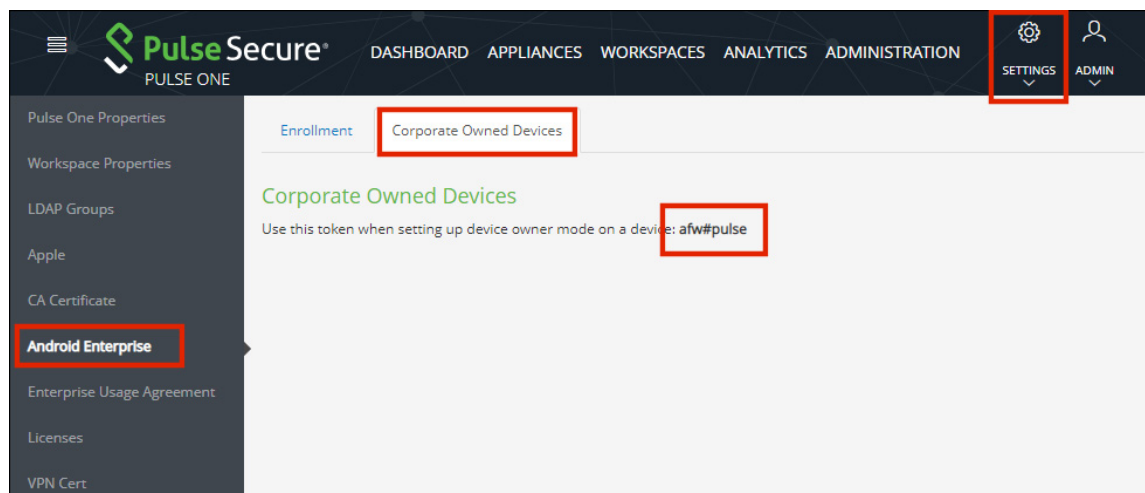 Pulse Secure®
PULSE ONE
DASHBOARD APPLIANCES WORKSPACES ANALYTICS ADMINISTRATION
SETTINGS
ADMIN
Pulse One Properties
Workspace Properties
LDAP Groups
Apple
CA Certificate
Android Enterprise
Enterprise Usage Agreement
Licenses
VPN Cert
Enrollment
Corporate Owned Devices
Corporate Owned Devices
Use this token when setting up device owner mode on a device: afw#pulse